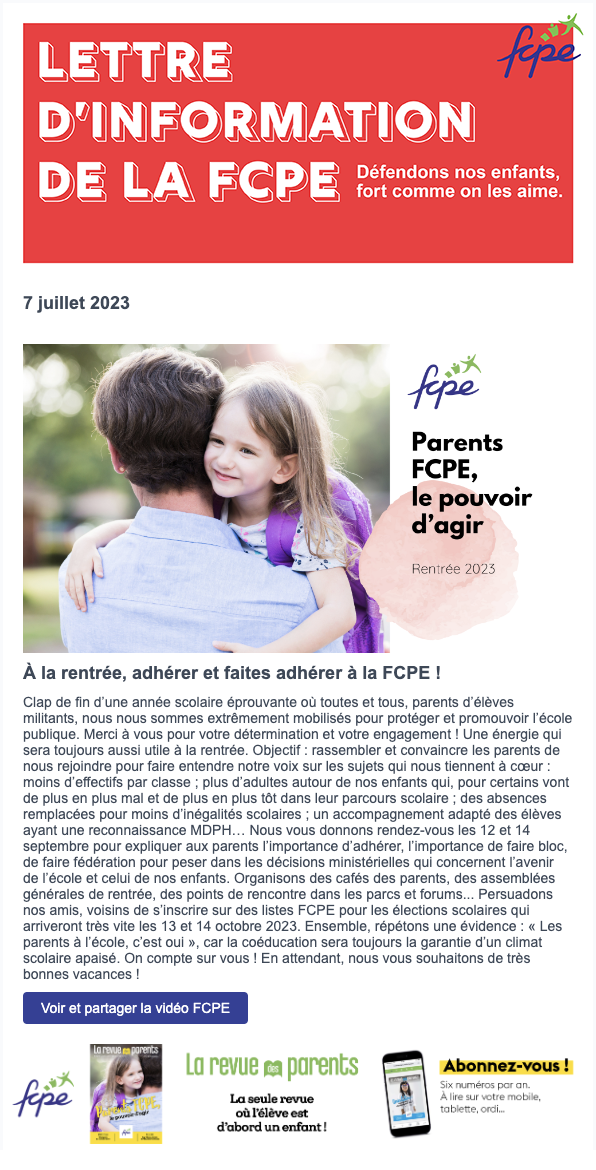 fcpe
LETTRE
D'INFORMATION
DE LA FCPE
Défendons nos enfants,
fort comme on les aime.
7 juillet 2023
fcpe
Parents
FCPE,
le pouvoir
d'agir
Rentrée 2023
À la rentrée, adhérer et faites adhérer à la FCPE !
Clap de fin d'une année scolaire éprouvante où toutes et tous, parents d'élèves
militants, nous nous sommes extrêmement mobilisés pour protéger et promouvoir l'école
publique. Merci à vous pour votre détermination et votre engagement ! Une énergie qui
sera toujours aussi utile à la rentrée. Objectif : rassembler et convaincre les parents de
nous rejoindre pour faire entendre notre voix sur les sujets qui nous tiennent à cœur :
moins d'effectifs par classe ; plus d'adultes autour de nos enfants qui, pour certains vont
de plus en plus mal et de plus en plus tôt dans leur parcours scolaire ; des absences
remplacées pour moins d'inégalités scolaires ; un accompagnement adapté des élèves
ayant une reconnaissance MDPH… Nous vous donnons rendez-vous les 12 et 14
septembre pour expliquer aux parents l'importance d'adhérer, l'importance de faire bloc,
de faire fédération pour peser dans les décisions ministérielles qui concernent l'avenir
de l'école et celui de nos enfants. Organisons des cafés des parents, des assemblées
générales de rentrée, des points de rencontre dans les parcs et forums... Persuadons
nos amis, voisins de s'inscrire sur des listes FCPE pour les élections scolaires qui
arriveront très vite les 13 et 14 octobre 2023. Ensemble, répétons une évidence : « Les
parents à l'école, c'est oui », car la coéducation sera toujours la garantie d'un climat
scolaire apaisé. On compte sur vous ! En attendant, nous vous souhaitons de très
bonnes vacances !
Voir et partager la vidéo FCPE
fcpe
La revue des parents
Parents FCPE,
le pouvoir d'agir
La revue des parents
La seule revue
où l'élève est
d'abord un enfant !
Abonnez-vous !
Six numéros par an.
À lire sur votre mobile,
tablette, ordi...